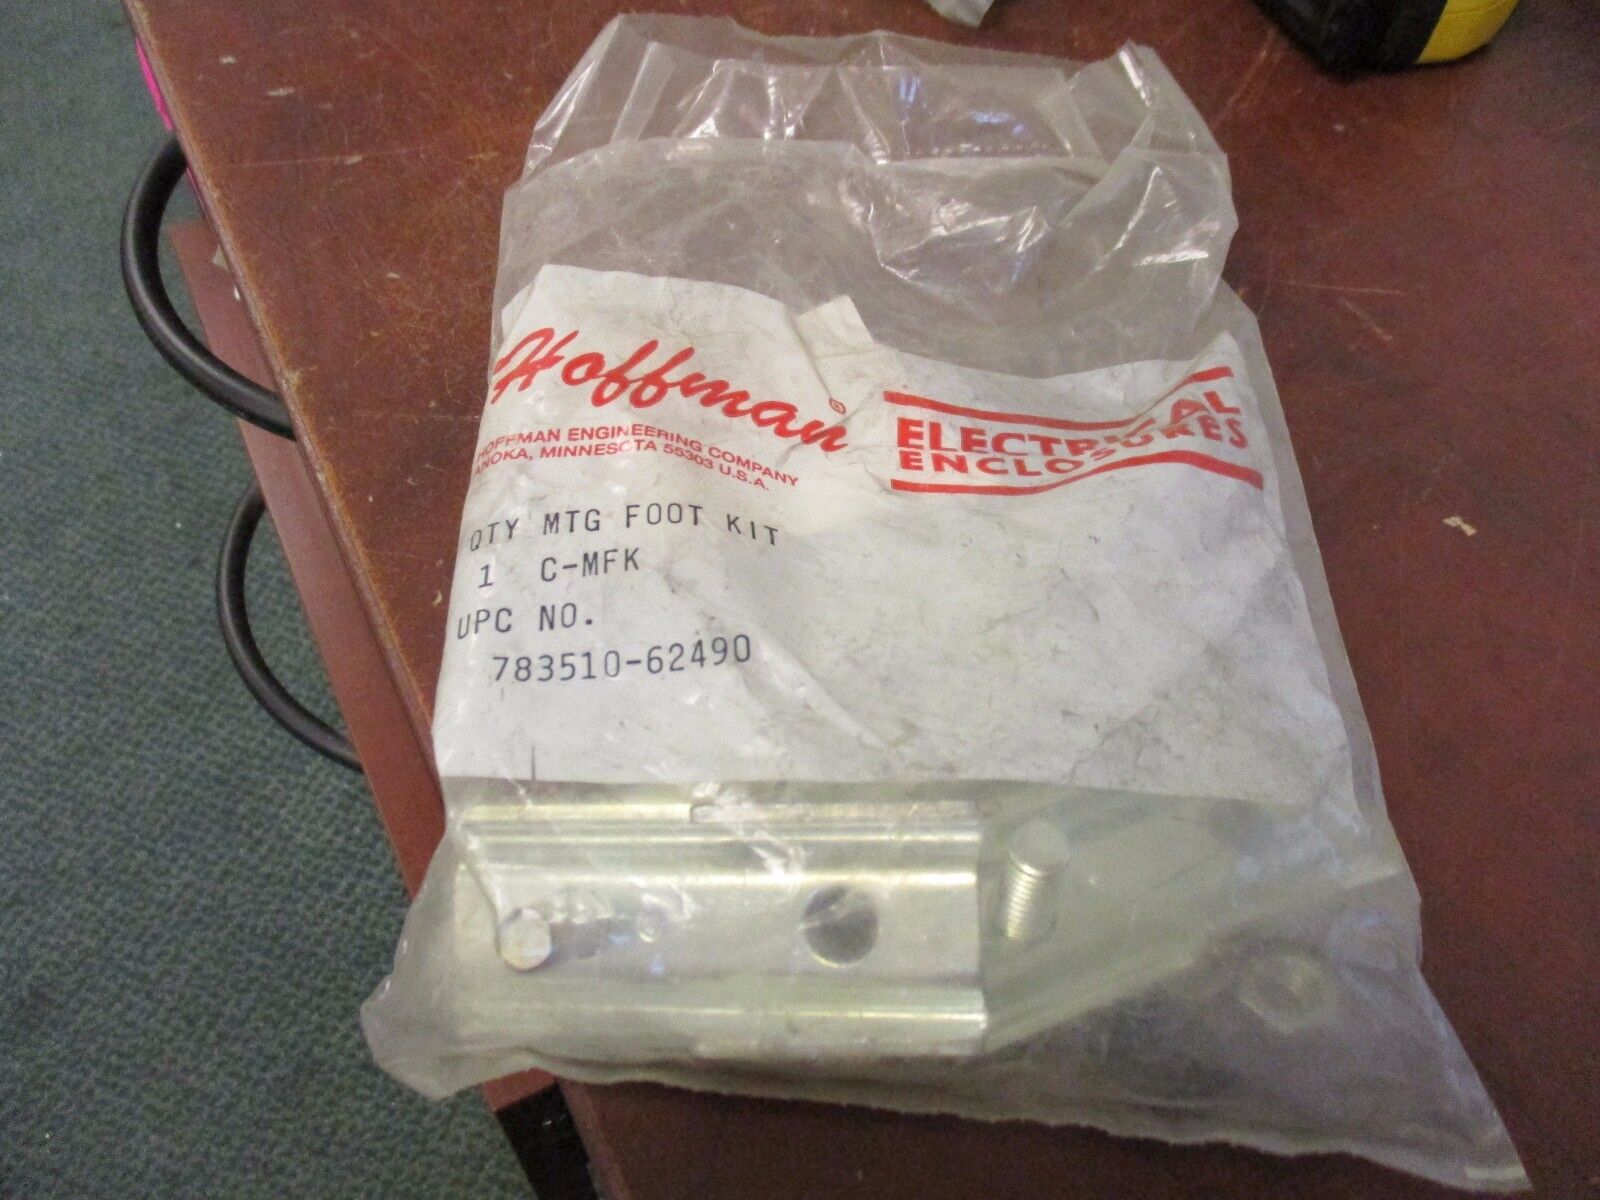 Hoffman®
HOFFMAN ENGINEERING COMPANY
ANOKA, MINNESOTA 55303 U.S.A.
ELECTRICAL
ENCLOSURES
QTY MTG FOOT KIT
1 C-MFK
UPC NO.
783510-62490